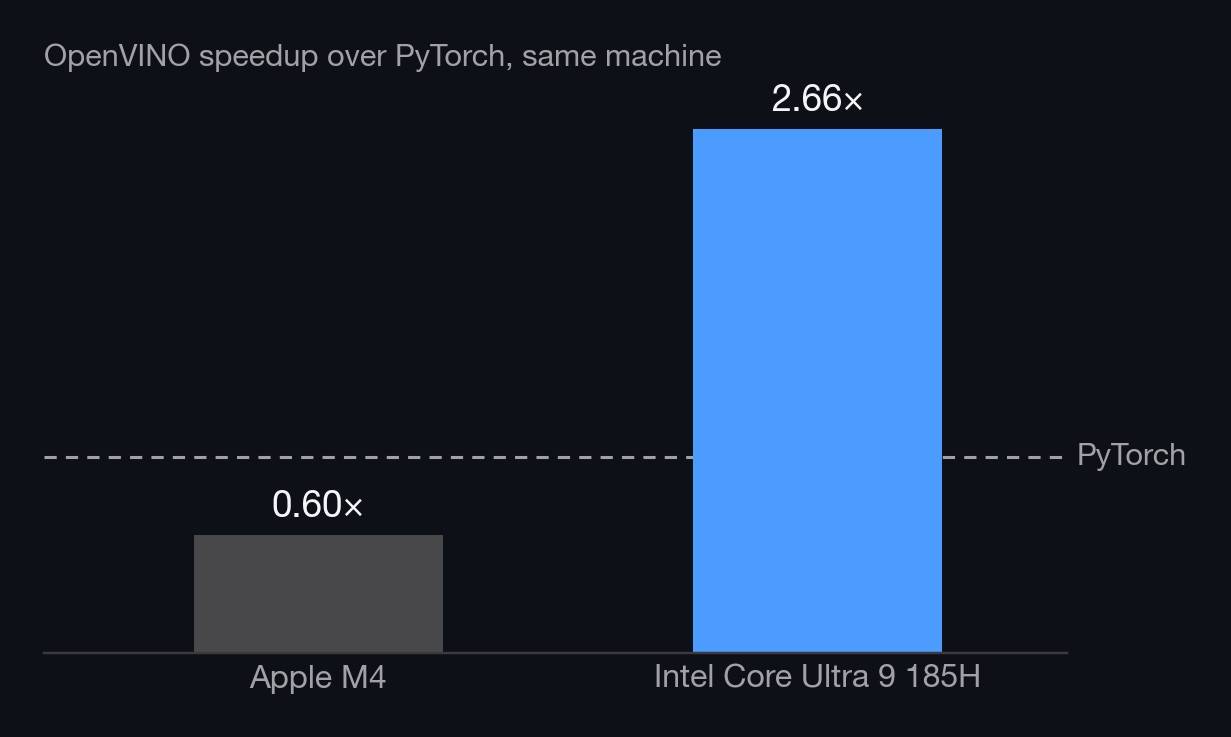 OpenVINO speedup over PyTorch, same machine
2.66×
PyTorch
0.60×
Apple M4
Intel Core Ultra 9 185H